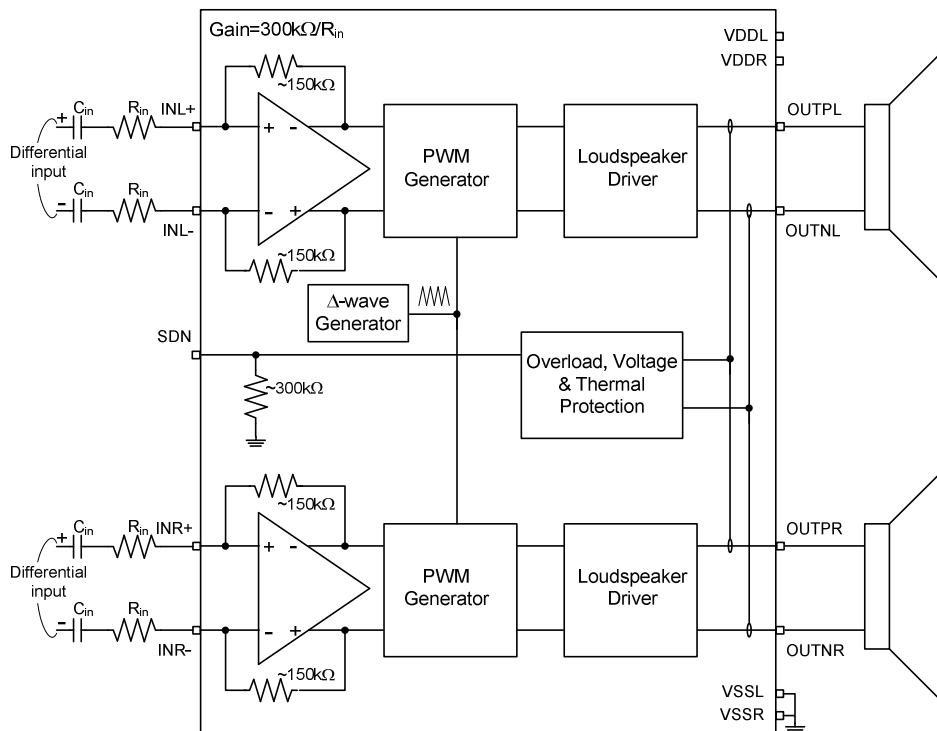 Gain=300kΩ/Rin
VDDL
VDDR
~150kΩ
+
Cin
Rin
INL+
+
-
OUTPL
Differential
input
PWM
Generator
Loudspeaker
Driver
-
Cin
Rin
INL-
-
+
OUTNL
~150kΩ
Δ-wave
Generator
SDN
Overload, Voltage
& Thermal
Protection
~300kΩ
~150kΩ
+
Cin
Rin
INR+
+
-
OUTPR
Differential
input
PWM
Generator
Loudspeaker
Driver
-
Cin
Rin
INR-
-
+
OUTNR
~150kΩ
VSSL
VSSR